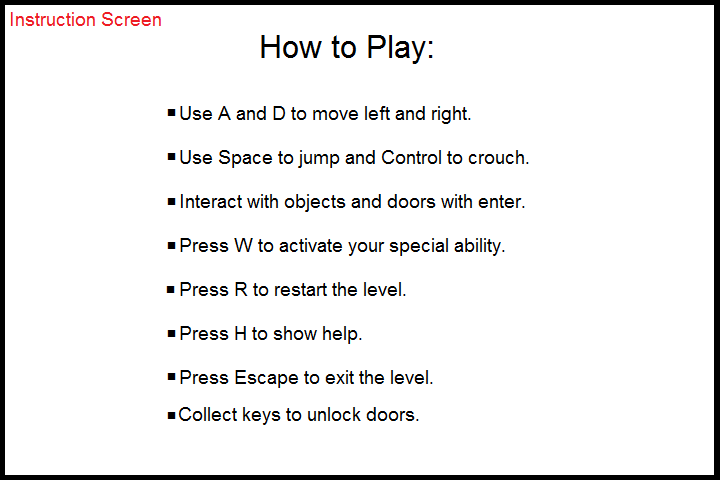 Instruction Screen
How to Play:
▪Use A and D to move left and right.
▪Use Space to jump and Control to crouch.
▪Interact with objects and doors with enter.
▪Press W to activate your special ability.
▪Press R to restart the level.
▪Press H to show help.
▪Press Escape to exit the level.
▪Collect keys to unlock doors.